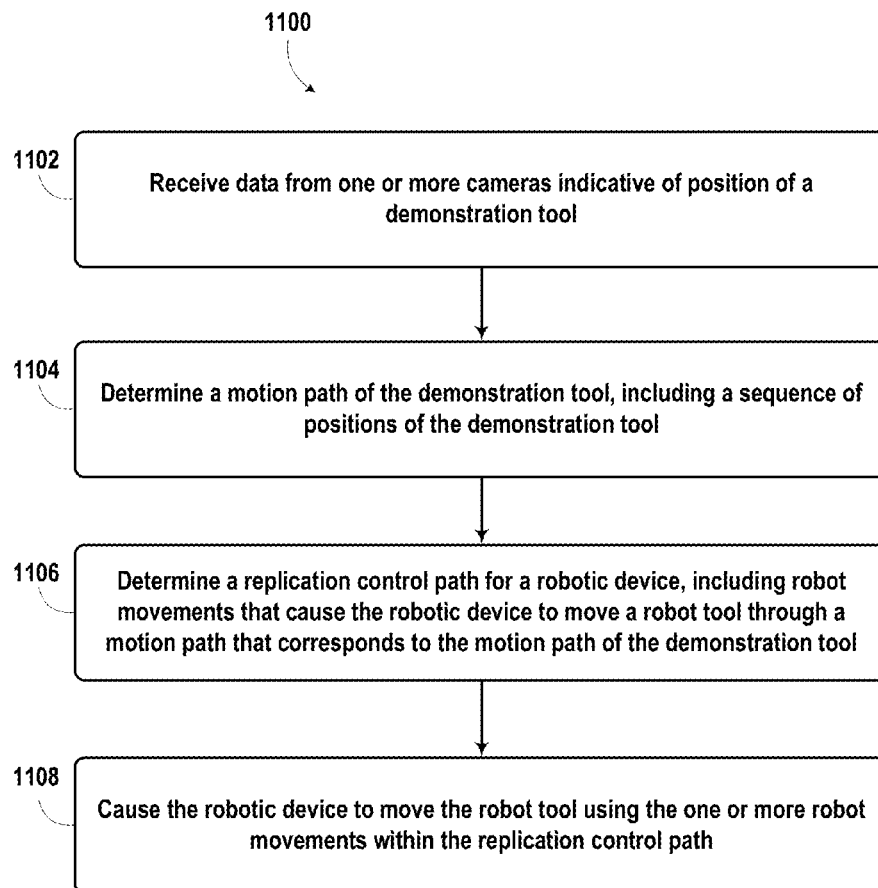 1100
1102
Receive data from one or more cameras indicative of position of a
demonstration tool
1104
Determine a motion path of the demonstration tool, including a sequence of
positions of the demonstration tool
1106
Determine a replication control path for a robotic device, including robot
movements that cause the robotic device to move a robot tool through a
motion path that corresponds to the motion path of the demonstration tool
1108
Cause the robotic device to move the robot tool using the one or more robot
movements within the replication control path